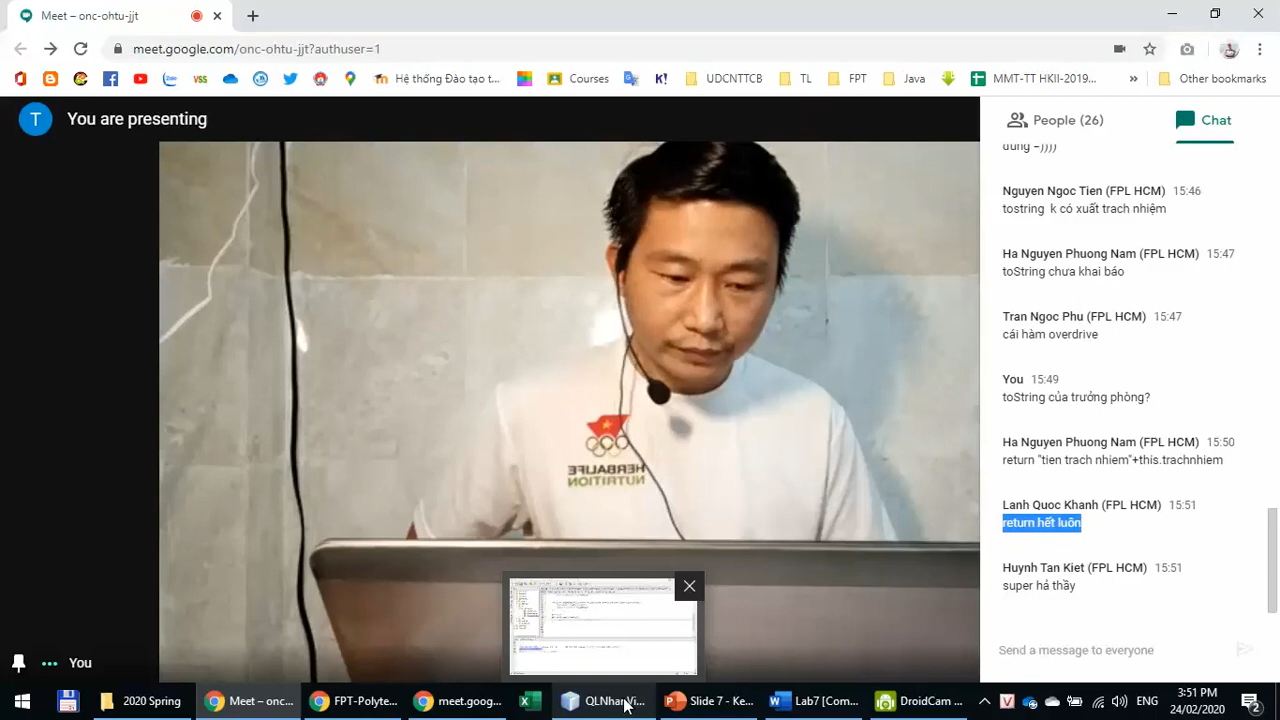 Meet – onc-ohtu-jjt
meet.google.com/onc-ohtu-jjt?authuser=1
Hệ thống Đào tạo t...
Courses
K!
UDCNTTCB
TL
FPT
Java
MMT-TT HKII-2019...
»
Other bookmarks
T
You are presenting
People (26)
Chat
dung =))))
Nguyen Ngoc Tien (FPL HCM) 15:46
tostring k có xuất trach nhiệm
Ha Nguyen Phuong Nam (FPL HCM) 15:47
toString chưa khai báo
Tran Ngoc Phu (FPL HCM) 15:47
cái hàm overdrive
You 15:49
toString của trưởng phòng?
Ha Nguyen Phuong Nam (FPL HCM) 15:50
return "tien trach nhiem"+this.trachnhiem
Lanh Quoc Khanh (FPL HCM) 15:51
return hết luôn
Huynh Tan Kiet (FPL HCM) 15:51
HERBALIFE
NUTRITION
Send a message to everyone
You
2020 Spring
Meet – onc-...
FPT-Polyte...
meet.goog...
QLNhanVi...
Slide 7 - Ke...
Lab7 [Com...
DroidCam ...
ENG
3:51 PM
24/02/2020
2